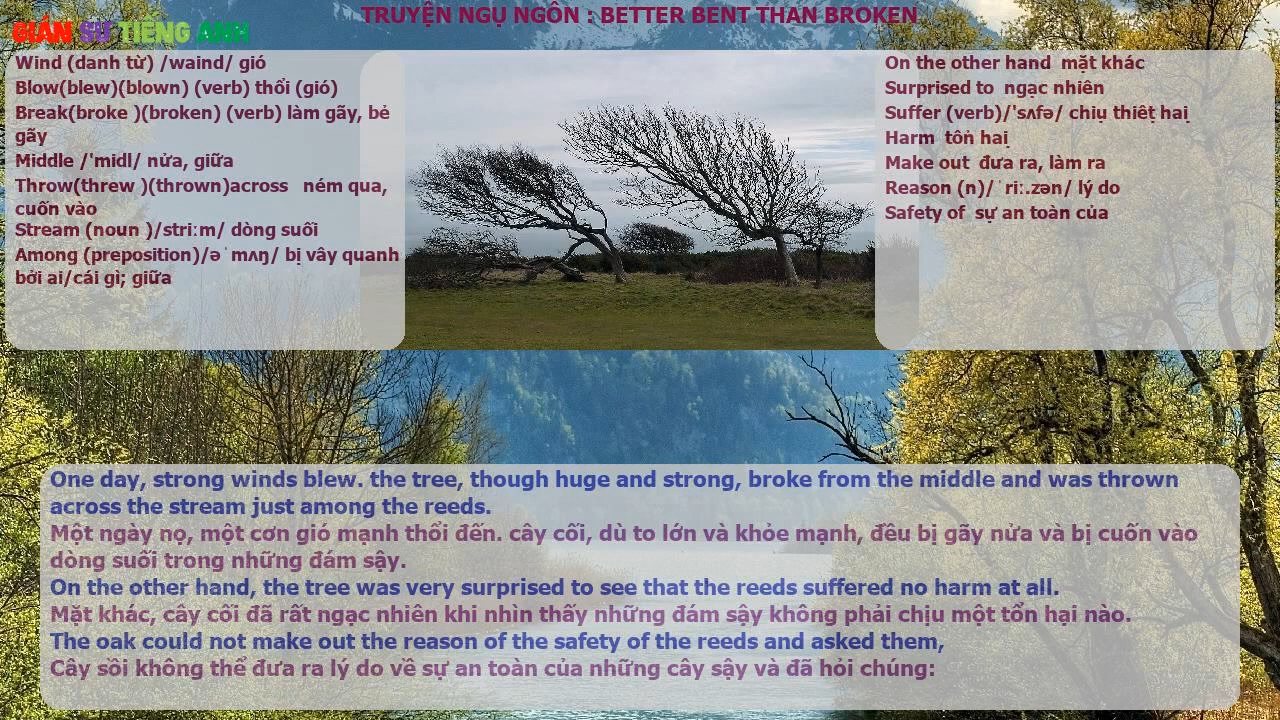 TRUYỆN NGỤ NGÔN : BETTER BENT THAN BROKEN
GIÁN SƯ TIẾNG ANH
Wind (danh từ) /waind/ gió
Blow(blew)(blown) (verb) thổi (gió)
Break(broke )(broken) (verb) làm gãy, bẻ
gãy
Middle /'midl/ nửa, giữa
Throw(threw )(thrown)across ném qua,
cuốn vào
Stream (noun )/stri:m/ dòng suối
Among (preposition)/əˈmʌŋ/ bị vây quanh
bởi ai/cái gì; giữa
On the other hand mặt khác
Surprised to ngạc nhiên
Suffer (verb)/'sʌfə/ chịu thiệt hại
Harm tổn hại
Make out đưa ra, làm ra
Reason (n)/ˈriː.zən/ lý do
Safety of sự an toàn của
One day, strong winds blew. the tree, though huge and strong, broke from the middle and was thrown
across the stream just among the reeds.
Một ngày nọ, một cơn gió mạnh thổi đến. cây cối, dù to lớn và khỏe mạnh, đều bị gãy nửa và bị cuốn vào
dòng suối trong những đám sậy.
On the other hand, the tree was very surprised to see that the reeds suffered no harm at all.
Mặt khác, cây cối đã rất ngạc nhiên khi nhìn thấy những đám sậy không phải chịu một tổn hại nào.
The oak could not make out the reason of the safety of the reeds and asked them,
Cây sồi không thể đưa ra lý do về sự an toàn của những cây sậy và đã hỏi chúng: